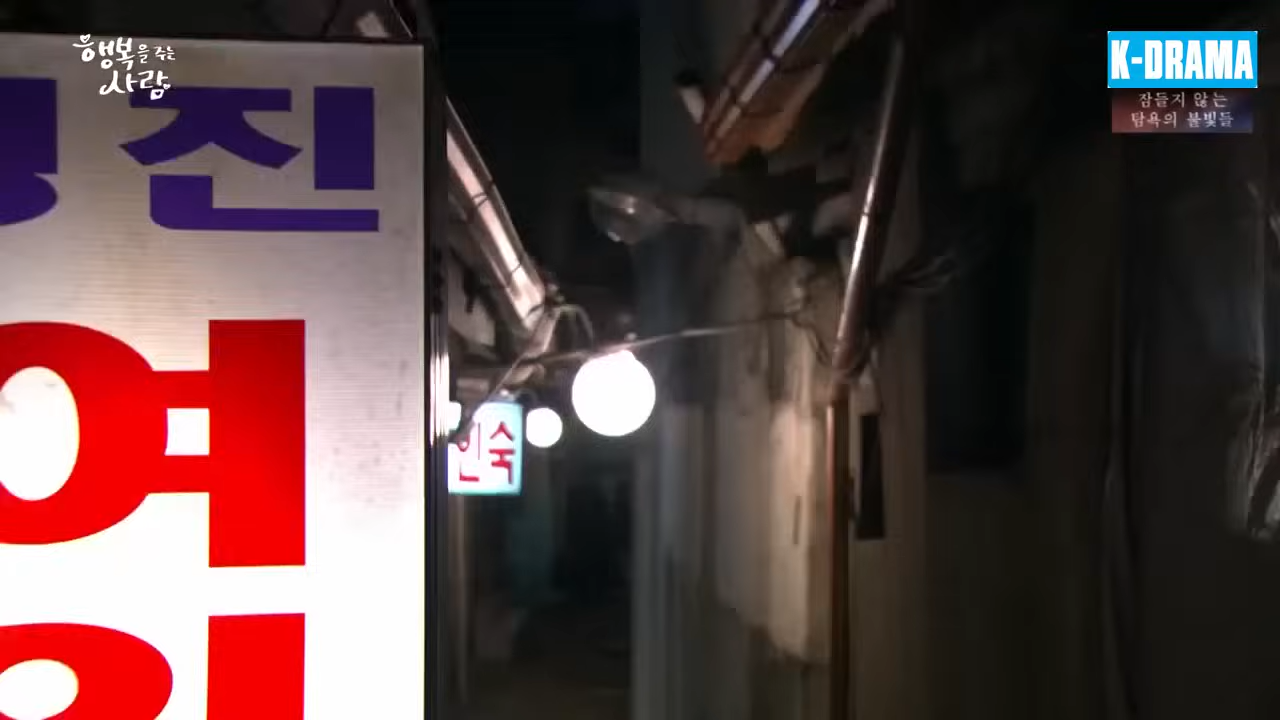 행복을 주는
사람
K-DRAMA
잠들지 않는
탐욕의 불빛들
진
여
인숙